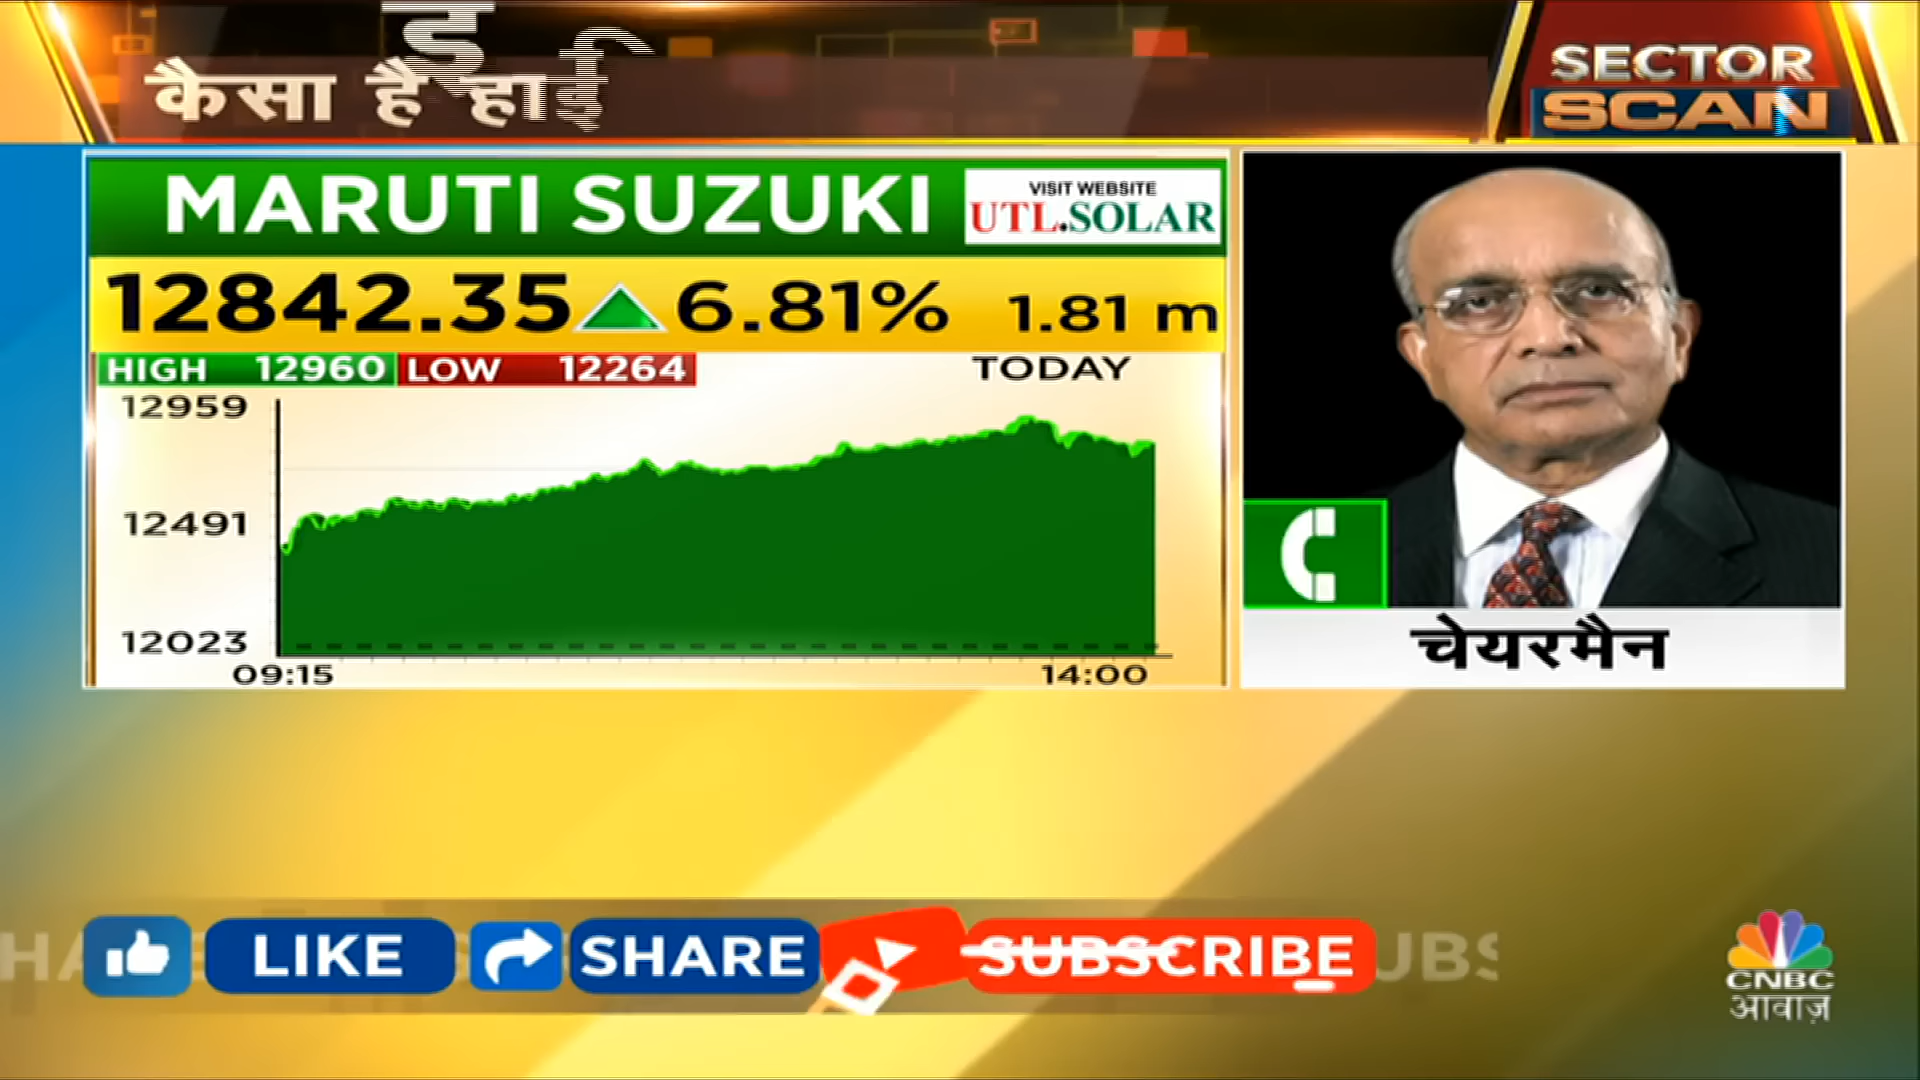 कैसा है हाई
SECTOR
SCAN
MARUTI SUZUKI
VISIT WEBSITE
UTL.SOLAR
12842.35 6.81% 1.81 m
HIGH 12960 LOW 12264 TODAY
12959
12491
12023
09:15 14:00
चेयरमैन
LIKE SHARE SUBSCRIBE
CNBC
आवाज़